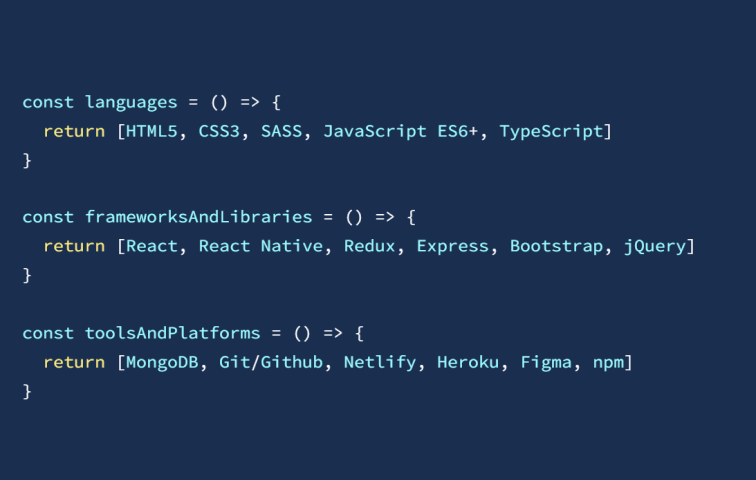 const languages = () => {
  return [HTML5, CSS3, SASS, JavaScript ES6+, TypeScript]
}
const frameworksAndLibraries = () => {
  return [React, React Native, Redux, Express, Bootstrap, jQuery]
}
const toolsAndPlatforms = () => {
  return [MongoDB, Git/Github, Netlify, Heroku, Figma, npm]
}